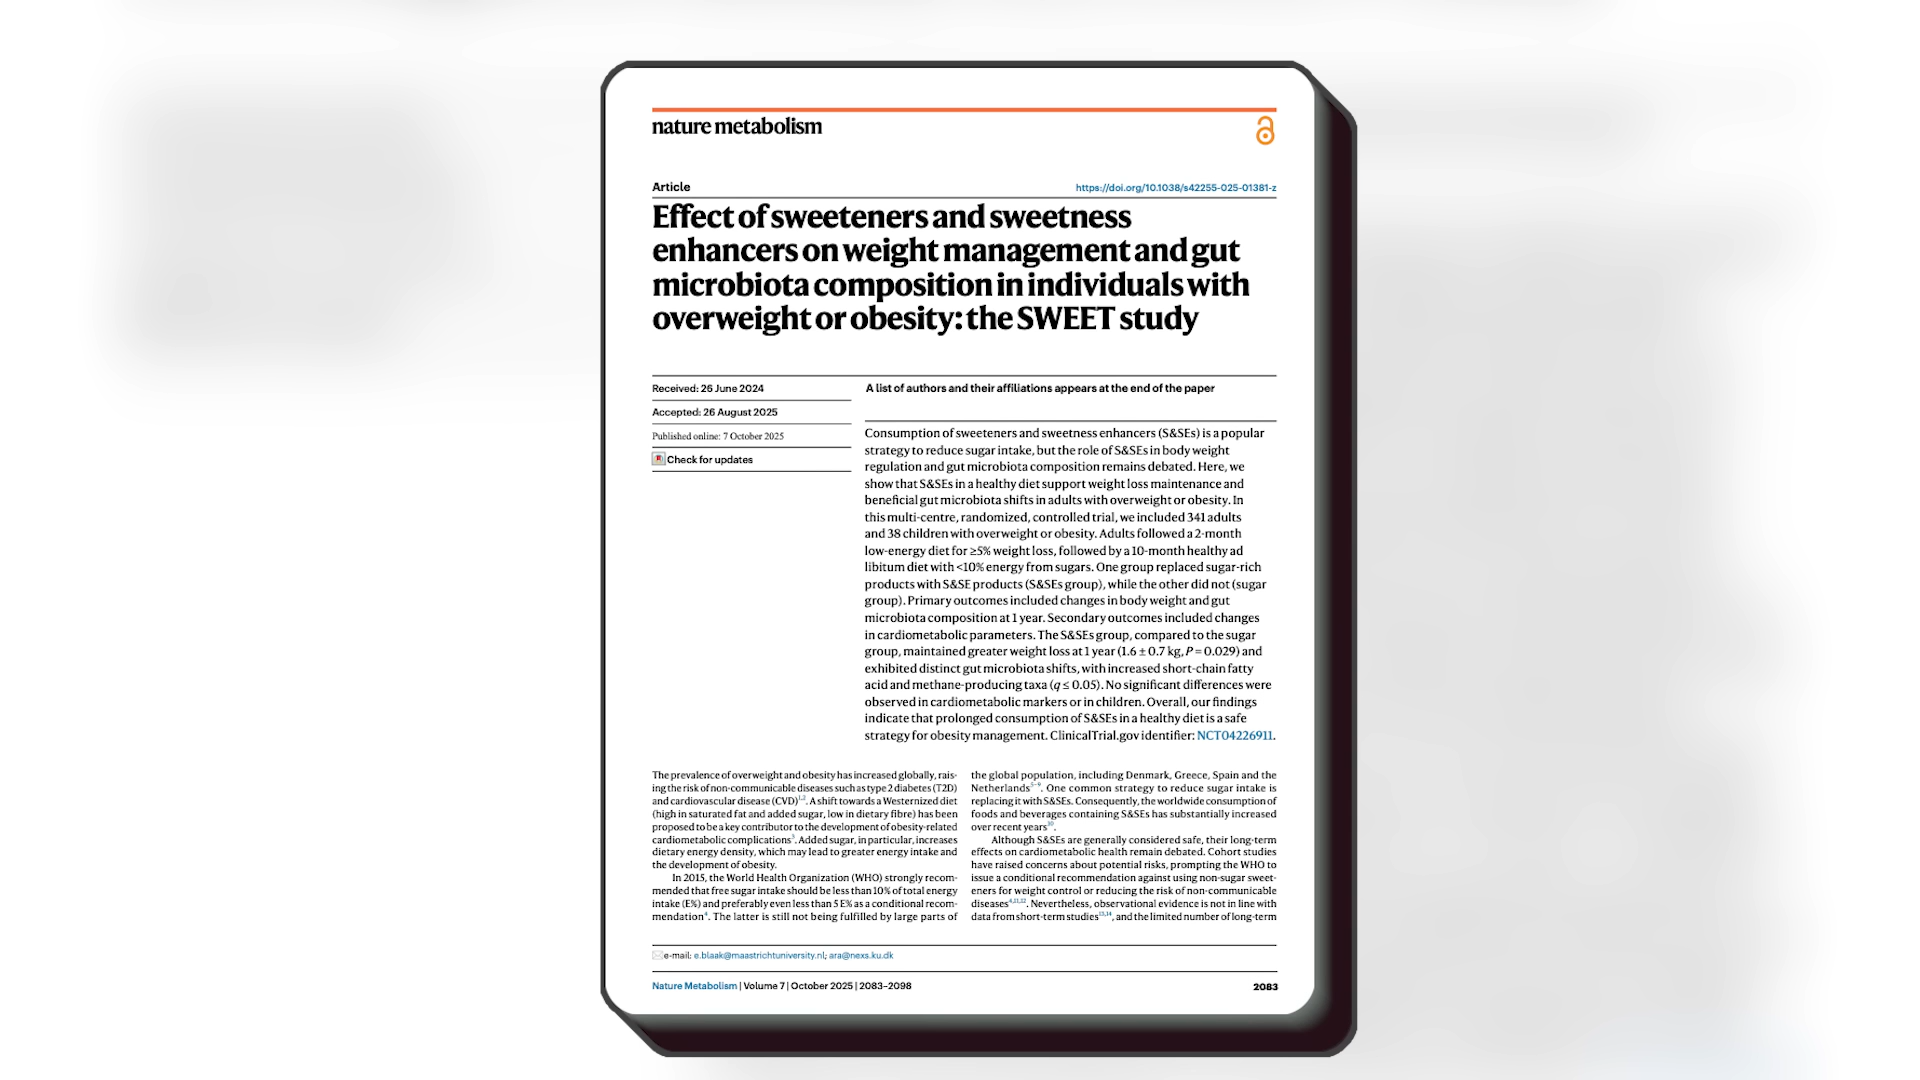 nature metabolism
Article
https://doi.org/10.1038/s42255-025-01381-z
Effect of sweeteners and sweetness
enhancers on weight management and gut
microbiota composition in individuals with
overweight or obesity: the SWEET study
Received: 26 June 2024
Accepted: 26 August 2025
Published online: 7 October 2025
Check for updates
A list of authors and their affiliations appears at the end of the paper
Consumption of sweeteners and sweetness enhancers (S&SEs) is a popular
strategy to reduce sugar intake, but the role of S&SEs in body weight
regulation and gut microbiota composition remains debated. Here, we
show that S&SEs in a healthy diet support weight loss maintenance and
beneficial gut microbiota shifts in adults with overweight or obesity. In
this multi-centre, randomized, controlled trial, we included 341 adults
and 38 children with overweight or obesity. Adults followed a 2-month
low-energy diet for ≥5% weight loss, followed by a 10-month healthy ad
libitum diet with <10% energy from sugars. One group replaced sugar-rich
products with S&SE products (S&SEs group), while the other did not (sugar
group). Primary outcomes included changes in body weight and gut
microbiota composition at 1 year. Secondary outcomes included changes
in cardiometabolic parameters. The S&SEs group, compared to the sugar
group, maintained greater weight loss at 1 year (1.6 ± 0.7 kg, P = 0.029) and
exhibited distinct gut microbiota shifts, with increased short-chain fatty
acid and methane-producing taxa (q ≤ 0.05). No significant differences were
observed in cardiometabolic markers or in children. Overall, our findings
indicate that prolonged consumption of S&SEs in a healthy diet is a safe
strategy for obesity management. ClinicalTrial.gov identifier: NCT04226911.
The prevalence of overweight and obesity has increased globally, rais-
ing the risk of non-communicable diseases such as type 2 diabetes (T2D)
and cardiovascular disease (CVD)1,2. A shift towards a Westernized diet
(high in saturated fat and added sugar, low in dietary fibre) has been
proposed to be a key contributor to the development of obesity-related
cardiometabolic complications3. Added sugar, in particular, increases
dietary energy density, which may lead to greater energy intake and
the development of obesity.
In 2015, the World Health Organization (WHO) strongly recom-
mended that free sugar intake should be less than 10% of total energy
intake (E%) and preferably even less than 5 E% as a conditional recom-
mendation4. The latter is still not being fulfilled by large parts of
the global population, including Denmark, Greece, Spain and the
Netherlands5–9. One common strategy to reduce sugar intake is
replacing it with S&SEs. Consequently, the worldwide consumption of
foods and beverages containing S&SEs has substantially increased
over recent years10.
Although S&SEs are generally considered safe, their long-term
effects on cardiometabolic health remain debated. Cohort studies
have raised concerns about potential risks, prompting the WHO to
issue a conditional recommendation against using non-sugar sweet-
eners for weight control or reducing the risk of non-communicable
diseases4,11,12. Nevertheless, observational evidence is not in line with
data from short-term studies13,14, and the limited number of long-term
e-mail: e.blaak@maastrichtuniversity.nl; ara@nexs.ku.dk
Nature Metabolism | Volume 7 | October 2025 | 2083–2098
2083